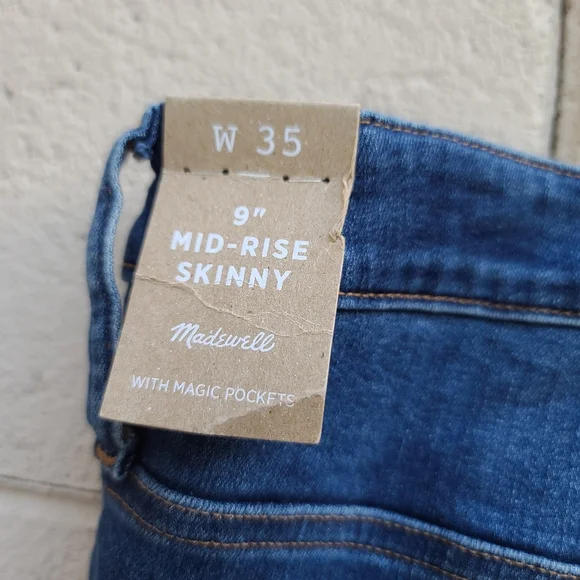 W 35
9"
MID-RISE
SKINNY
Madewell
WITH MAGIC POCKETS